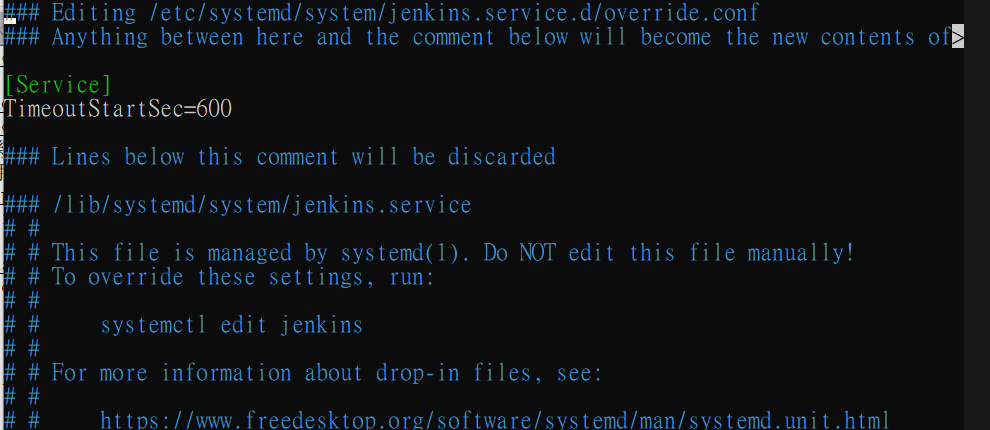 ### Editing /etc/systemd/system/jenkins.service.d/override.conf
### Anything between here and the comment below will become the new contents of>
[Service]
TimeoutStartSec=600
### Lines below this comment will be discarded
### /lib/systemd/system/jenkins.service
# #
# # This file is managed by systemd(1). Do NOT edit this file manually!
# # To override these settings, run:
# #
# #     systemctl edit jenkins
# #
# # For more information about drop-in files, see:
# #
# #     https://www.freedesktop.org/software/systemd/man/systemd.unit.html